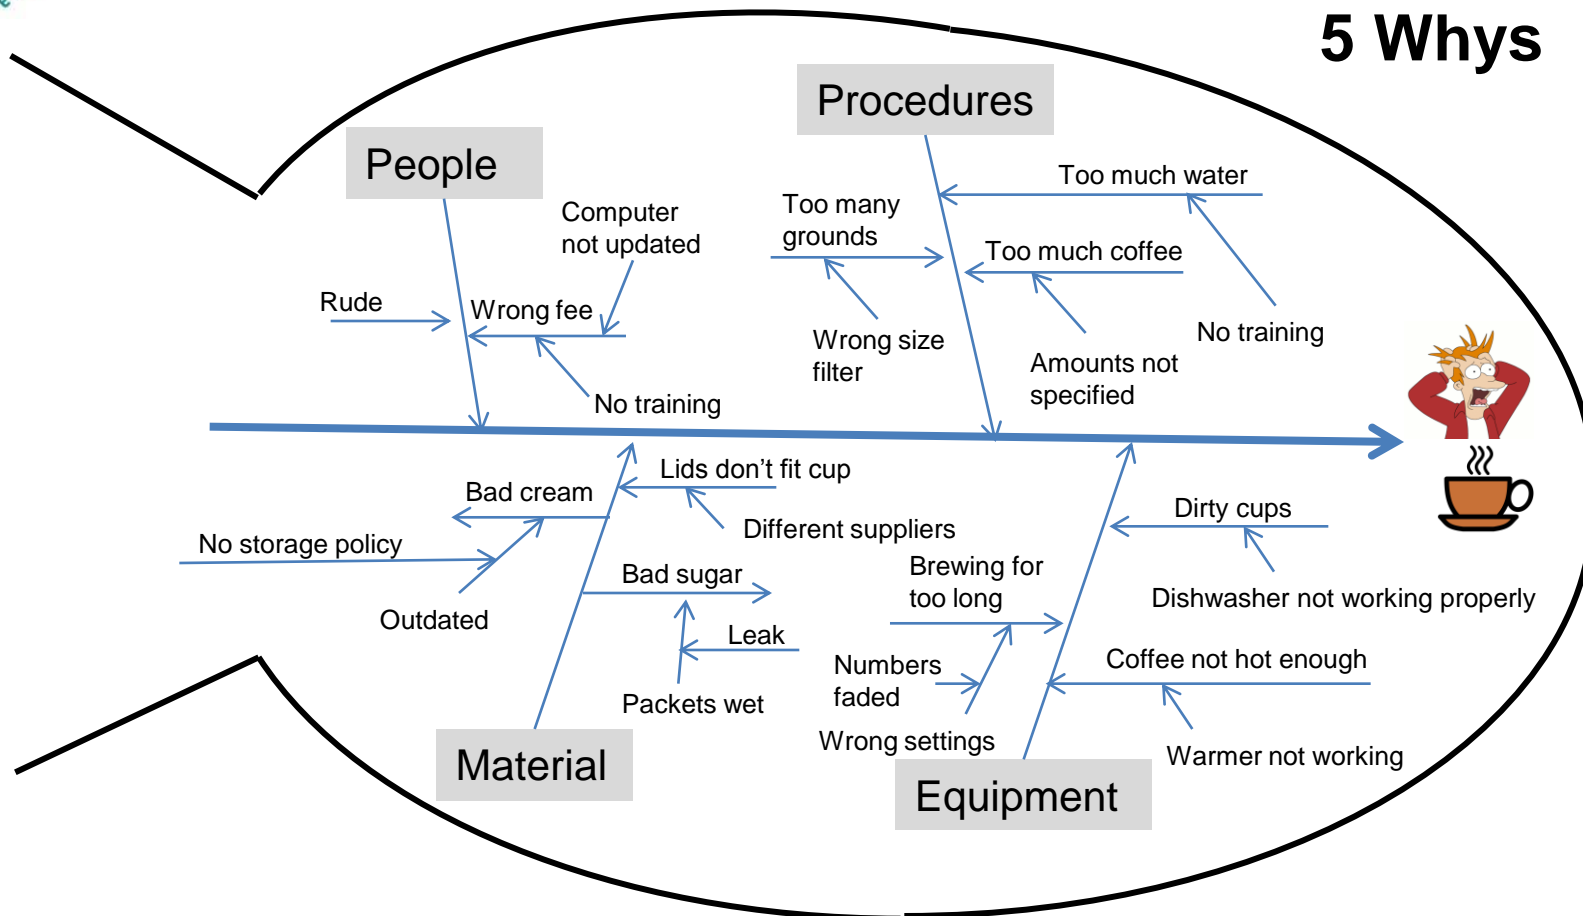 5 Whys
Procedures
People
Too much water
Computer
not updated
Too many
grounds
Too much coffee
Rude
Wrong fee
Wrong size
filter
No training
Amounts not
specified
No training
Lids don’t fit cup
Bad cream
Dirty cups
Different suppliers
No storage policy
Brewing for
too long
Bad sugar
Dishwasher not working properly
Outdated
Leak
Coffee not hot enough
Numbers
faded
Packets wet
Wrong settings
Warmer not working
Material
Equipment